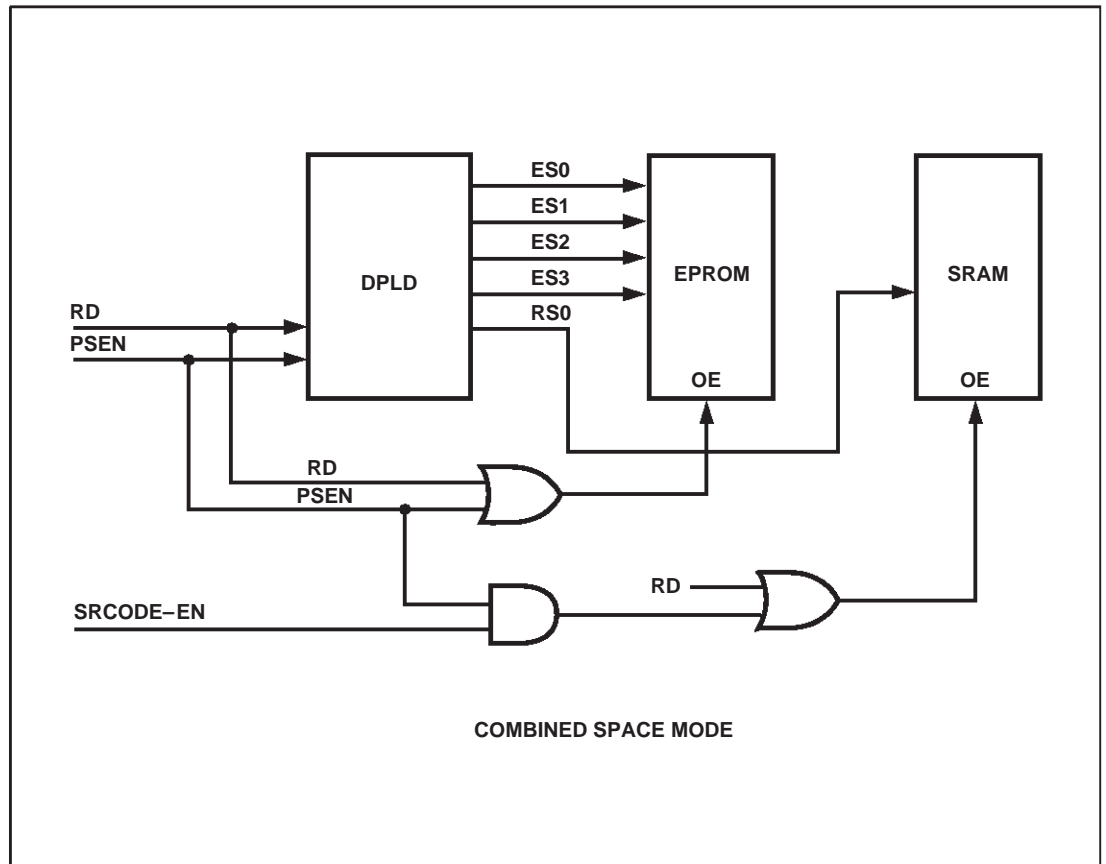 ES0
ES1
ES2
ES3
RS0
DPLD
EPROM
SRAM
RD
PSEN
OE
OE
RD
PSEN
RD
SRCODE–EN
COMBINED SPACE MODE